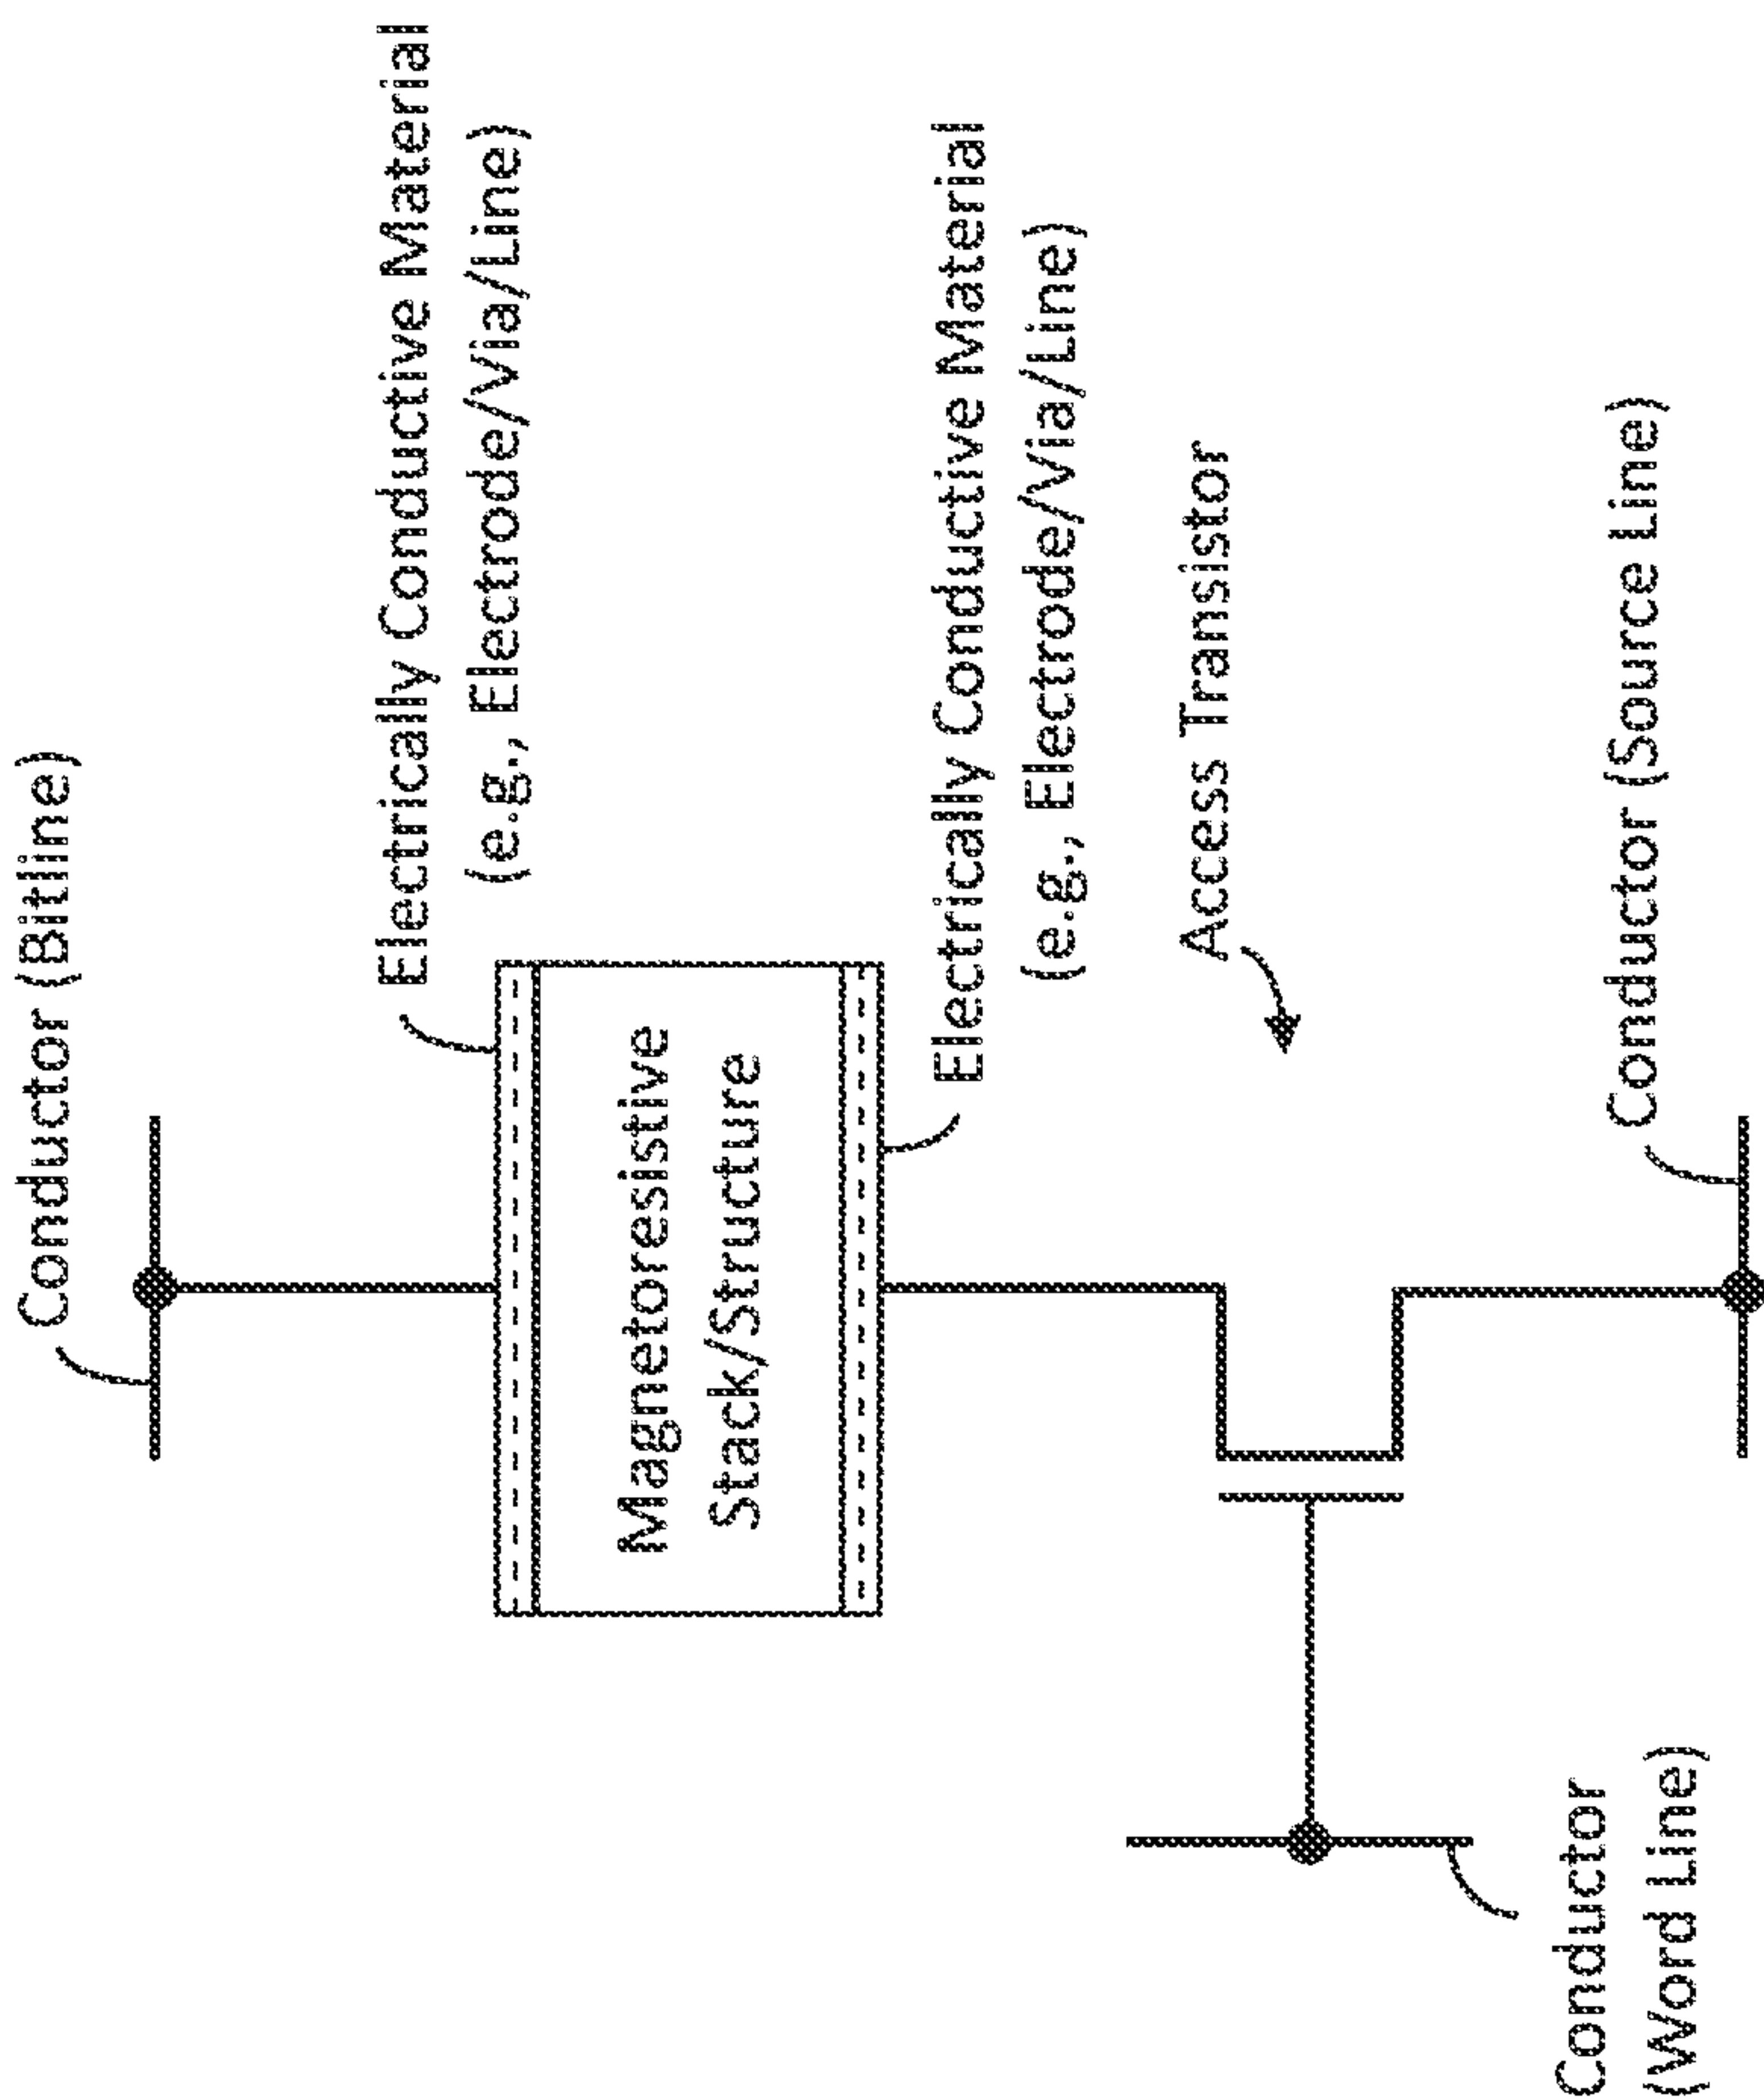 Conductor (Bitline)
Electrically Conductive Material
(e.g., Electrode/Via/Line)
Magnetoresistive
Stack/Structure
Electrically Conductive Material
(e.g., Electrode/Via/Line)
Access Transistor
Conductor
(Word Line)
Conductor (Source Line)